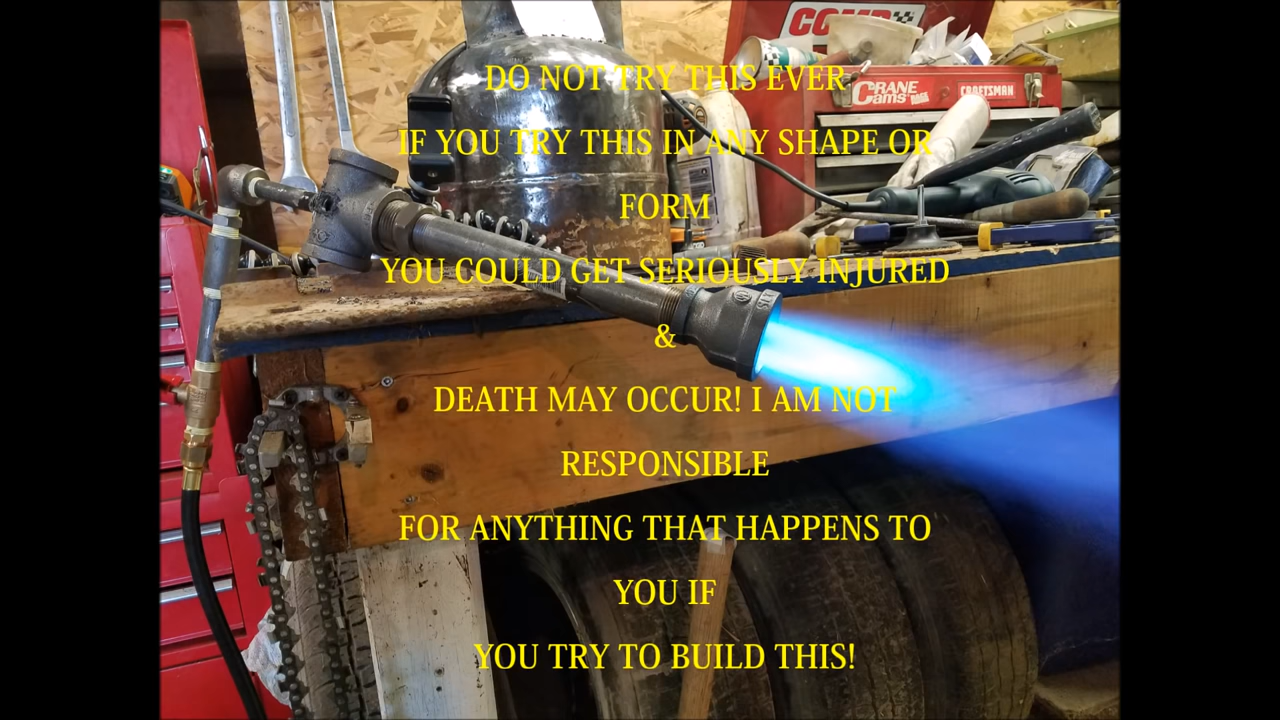 DO NOT TRY THIS EVER
IF YOU TRY THIS IN ANY SHAPE OR
FORM
YOU COULD GET SERIOUSLY INJURED
&
DEATH MAY OCCUR! I AM NOT
RESPONSIBLE
FOR ANYTHING THAT HAPPENS TO
YOU IF
YOU TRY TO BUILD THIS!
COMP
CRANE
Cams
CRAFTSMAN